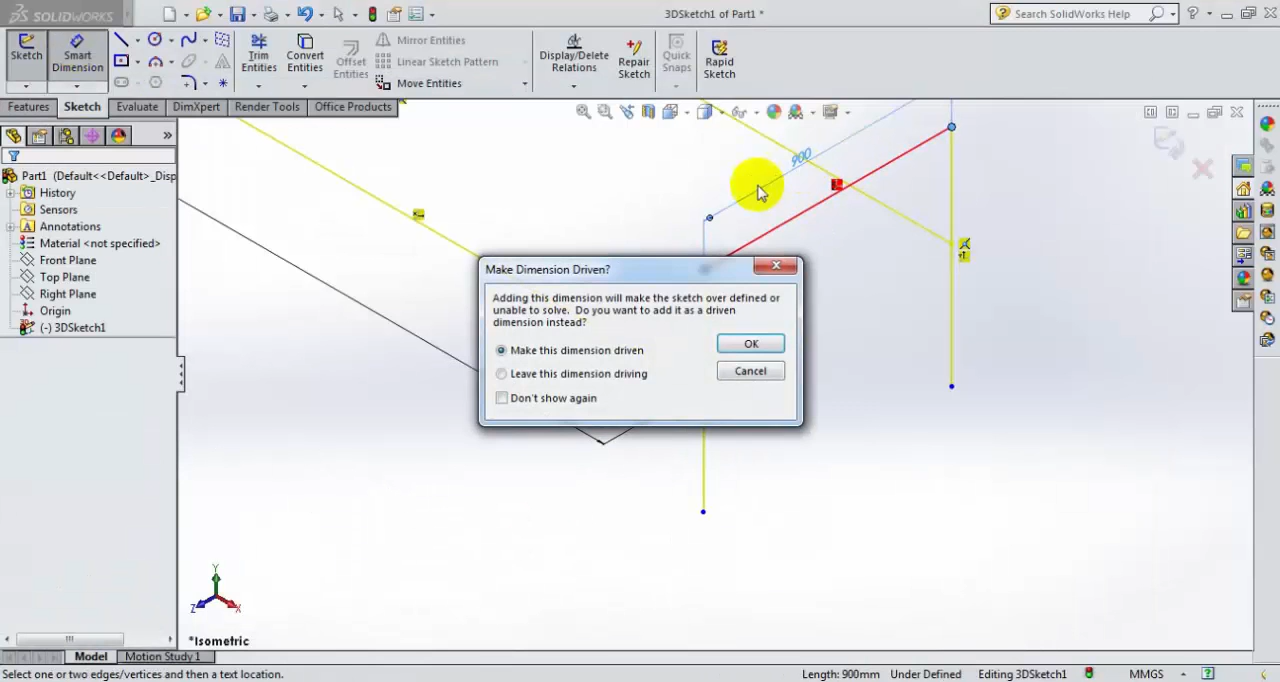 SOLIDWORKS
3DSketch1 of Part1 *
Search SolidWorks Help
Sketch
Smart
Dimension
Trim
Entities
Convert
Entities
Offset
Entities
Mirror Entities
Linear Sketch Pattern
Move Entities
Display/Delete
Relations
Repair
Sketch
Quick
Snaps
Rapid
Sketch
Features
Sketch
Evaluate
DimXpert
Render Tools
Office Products
Part1 (Default<<Default>_Disp
History
Sensors
Annotations
Material <not specified>
Front Plane
Top Plane
Right Plane
Origin
(-) 3DSketch1
900
Make Dimension Driven?
Adding this dimension will make the sketch over defined or
unable to solve. Do you want to add it as a driven
dimension instead?
Make this dimension driven
Leave this dimension driving
Don't show again
OK
Cancel
Y
Z
X
*Isometric
Model
Motion Study 1
Select one or two edges/vertices and then a text location.
Length: 900mm
Under Defined
Editing 3DSketch1
MMGS